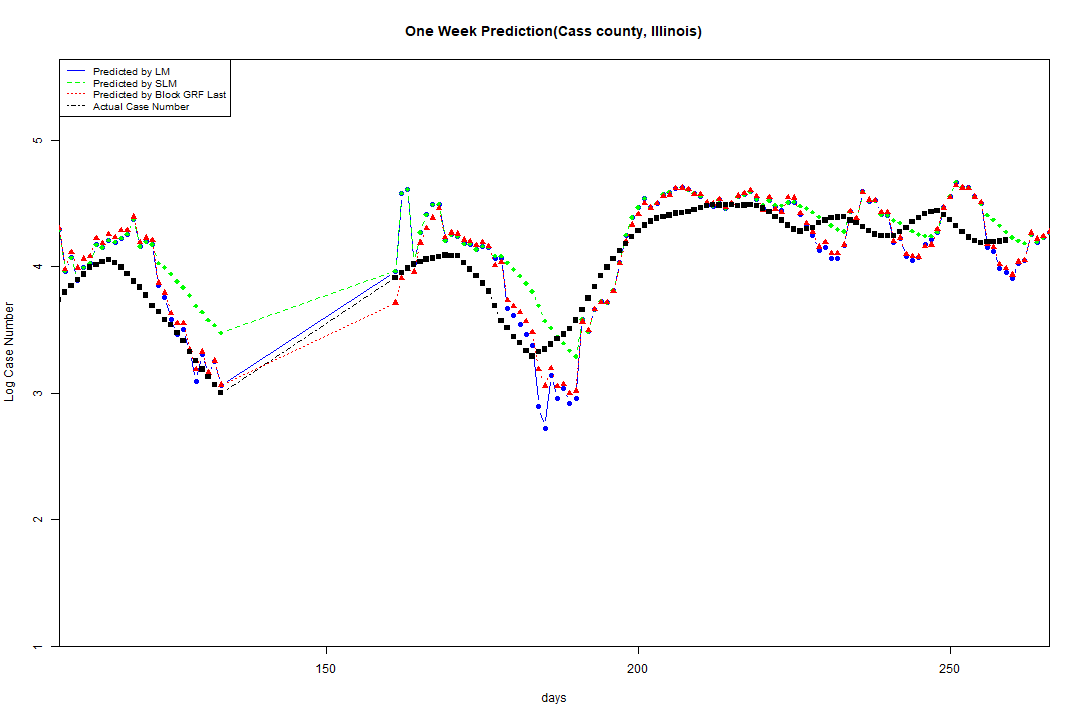 One Week Prediction(Cass county, Illinois)
Predicted by LM
Predicted by SLM
Predicted by Block GRF Last
Actual Case Number
5
4
3
2
1
Log Case Number
150 200 250
days